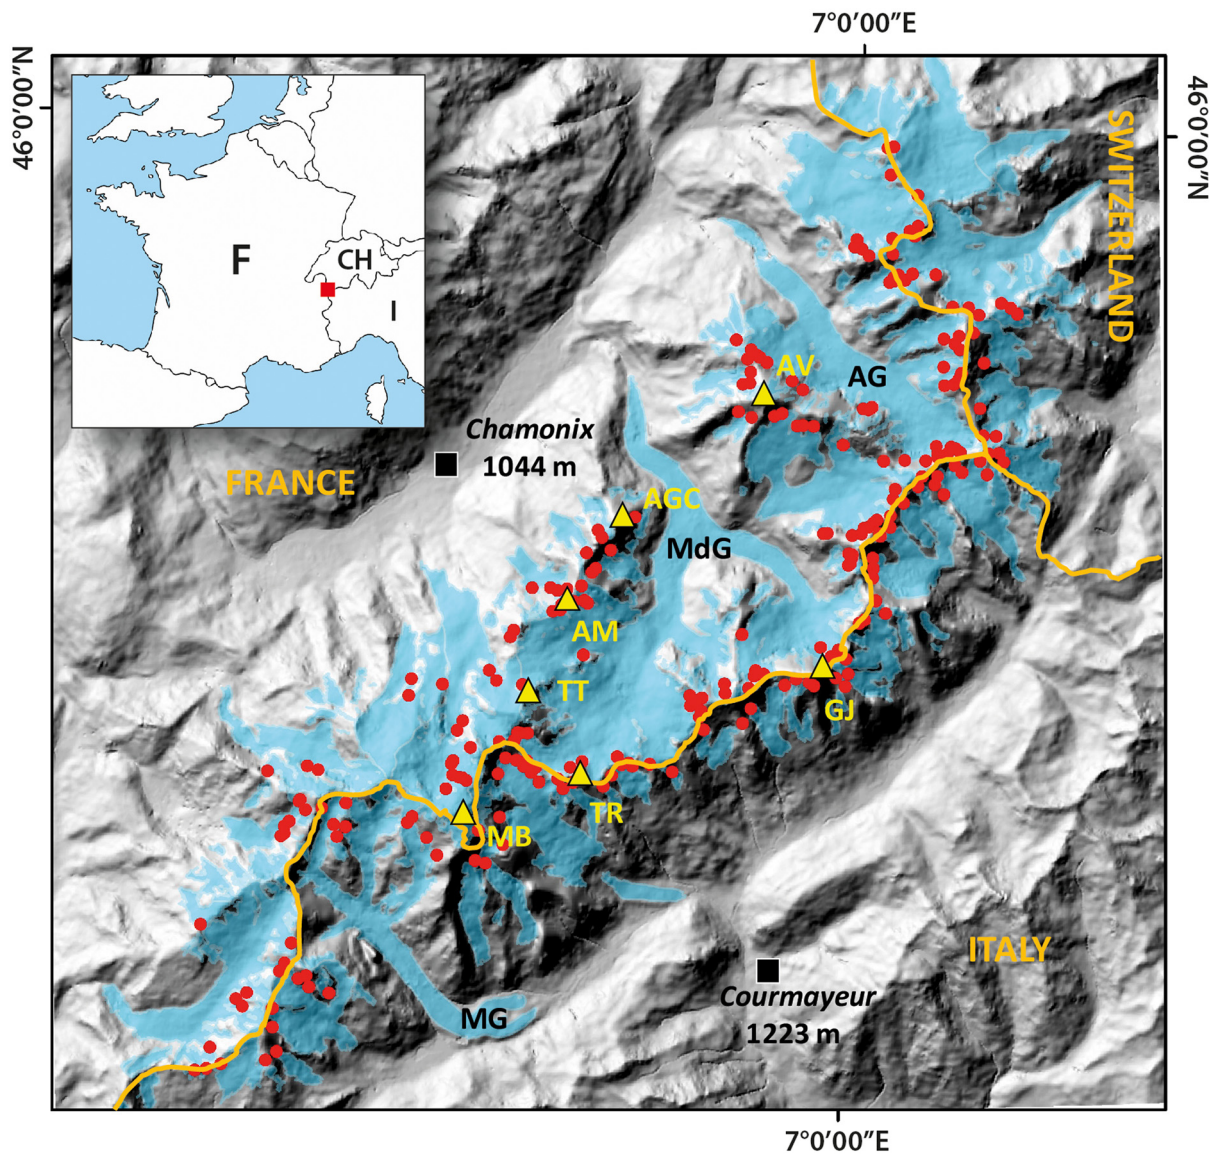 7°0’00’’E
46°0’00’’N
46°0’00’’N
SWITZERLAND
F
CH
I
AV
AG
Chamonix
1044 m
FRANCE
AGC
MdG
AM
TT
GJ
TR
MB
ITALY
Courmayeur
1223 m
MG
7°0’00’’E